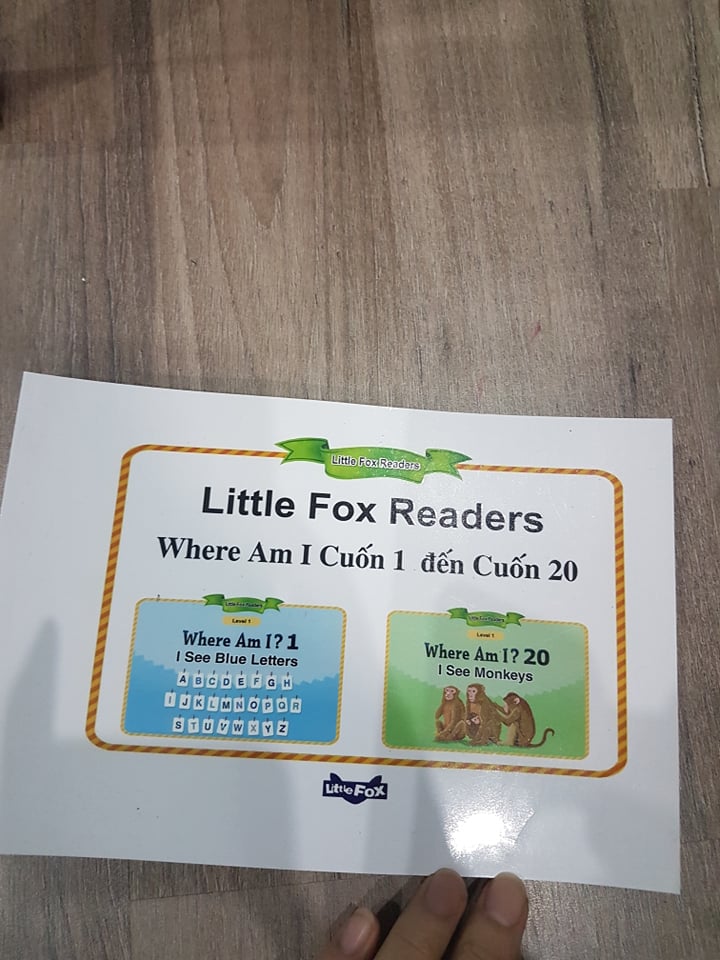 Little Fox Readers
Little Fox Readers
Where Am I Cuốn 1 đến Cuốn 20
Little Fox Readers
Level 1
Where Am I? 1
I See Blue Letters
A B C D E F G H
I J K L M N O P Q R
S T U V W X Y Z
Little Fox Readers
Level 1
Where Am I? 20
I See Monkeys
Little Fox